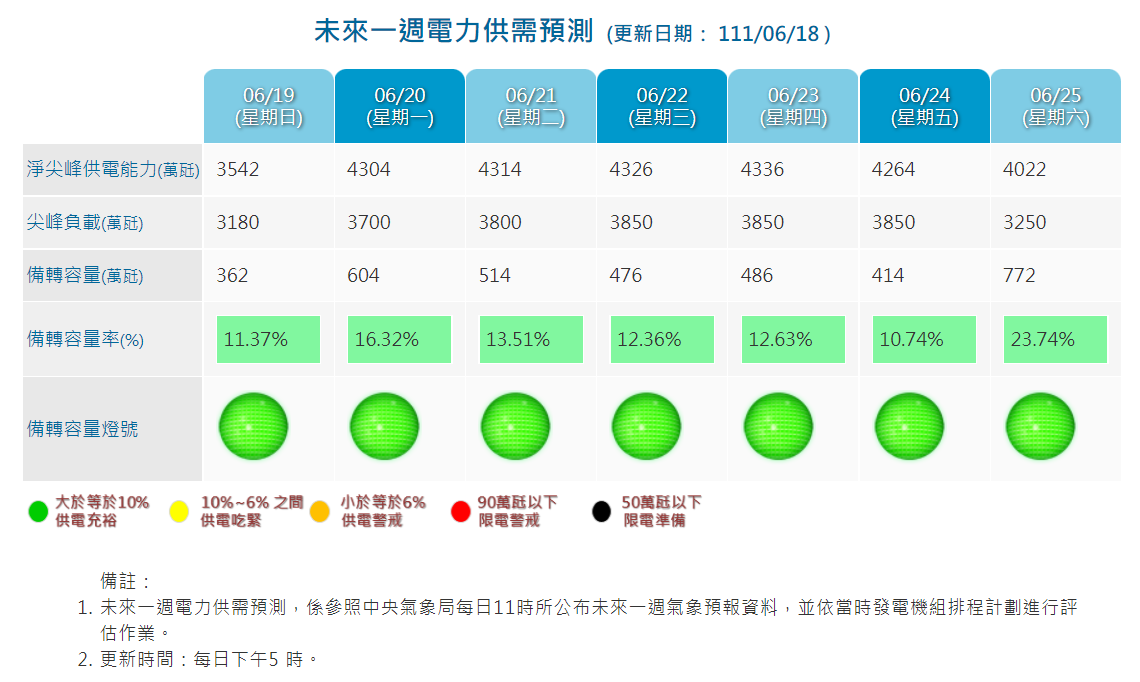 未來一週電力供需預測 (更新日期： 111/06/18 )
06/19 06/20 06/21 06/22 06/23 06/24 06/25
(星期日) (星期一) (星期二) (星期三) (星期四) (星期五) (星期六)
淨尖峰供電能力(萬瓩) 3542 4304 4314 4326 4336 4264 4022
尖峰負載(萬瓩) 3180 3700 3800 3850 3850 3850 3250
備轉容量(萬瓩) 362 604 514 476 486 414 772
備轉容量率(%) 11.37% 16.32% 13.51% 12.36% 12.63% 10.74% 23.74%
備轉容量燈號
大於等於10% 10%~6% 之間 小於等於6% 90萬瓩以下 50萬瓩以下
供電充裕 供電吃緊 供電警戒 限電警戒 限電準備
備註：
1. 未來一週電力供需預測，係參照中央氣象局每日11時所公布未來一週氣象預報資料，並依當時發電機組排程計劃進行評
估作業。
2. 更新時間：每日下午5 時。